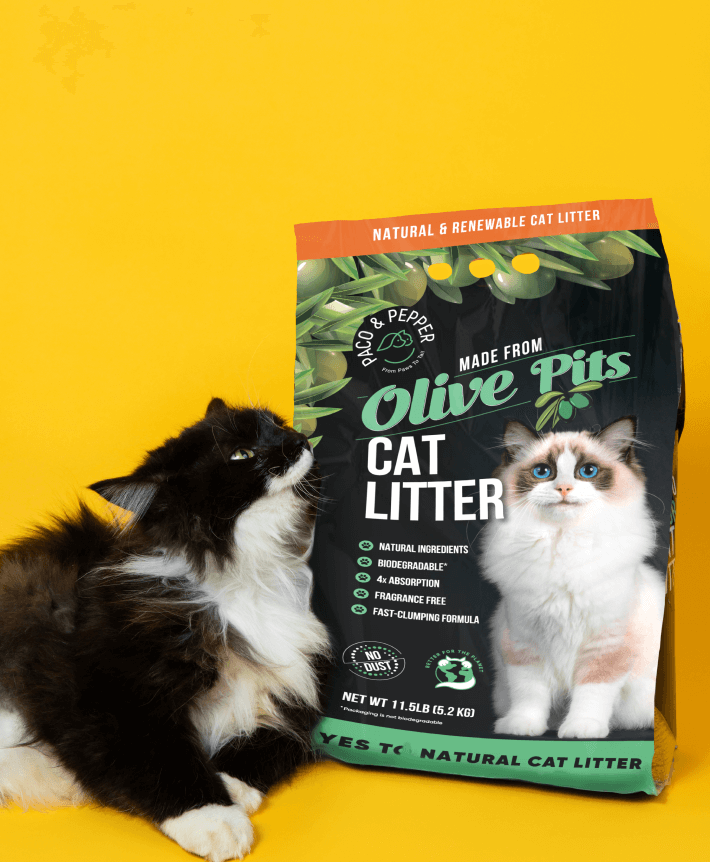 NATURAL & RENEWABLE CAT LITTER
PACO & PEPPER
From Paws To Tail
MADE FROM
Olive Pits
CAT
LITTER
NATURAL INGREDIENTS
BIODEGRADABLE*
4x ABSORPTION
FRAGRANCE FREE
FAST-CLUMPING FORMULA
NO
DUST
BETTER FOR THE PLANET
NET WT 11.5LB (5.2 KG)
*Packaging is not biodegradable
YES TO NATURAL CAT LITTER